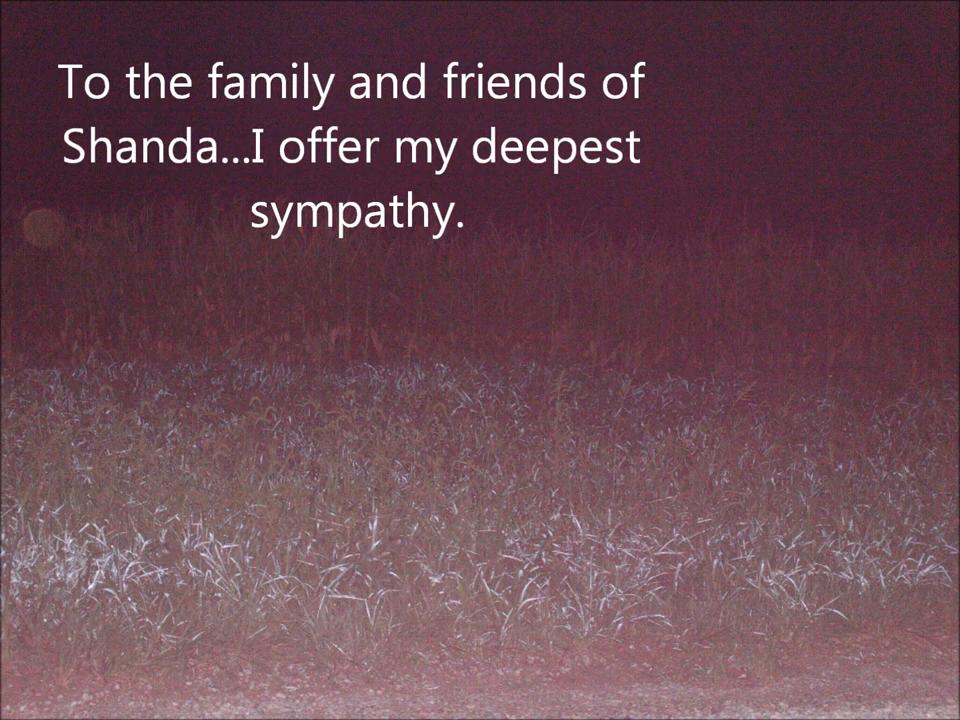 To the family and friends of
Shanda...I offer my deepest
sympathy.